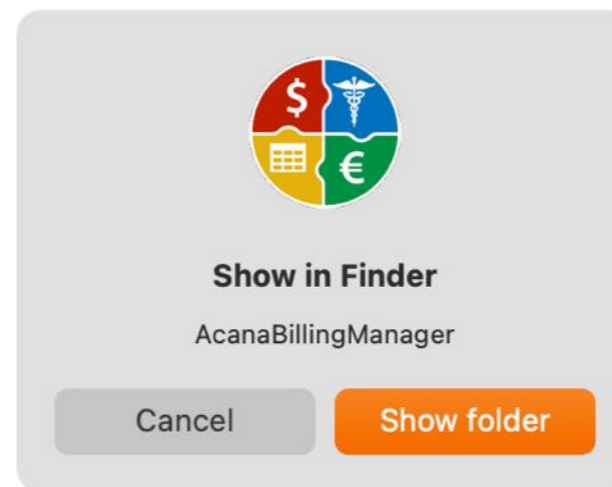 $
€
Show in Finder
AcanaBillingManager
Cancel
Show folder